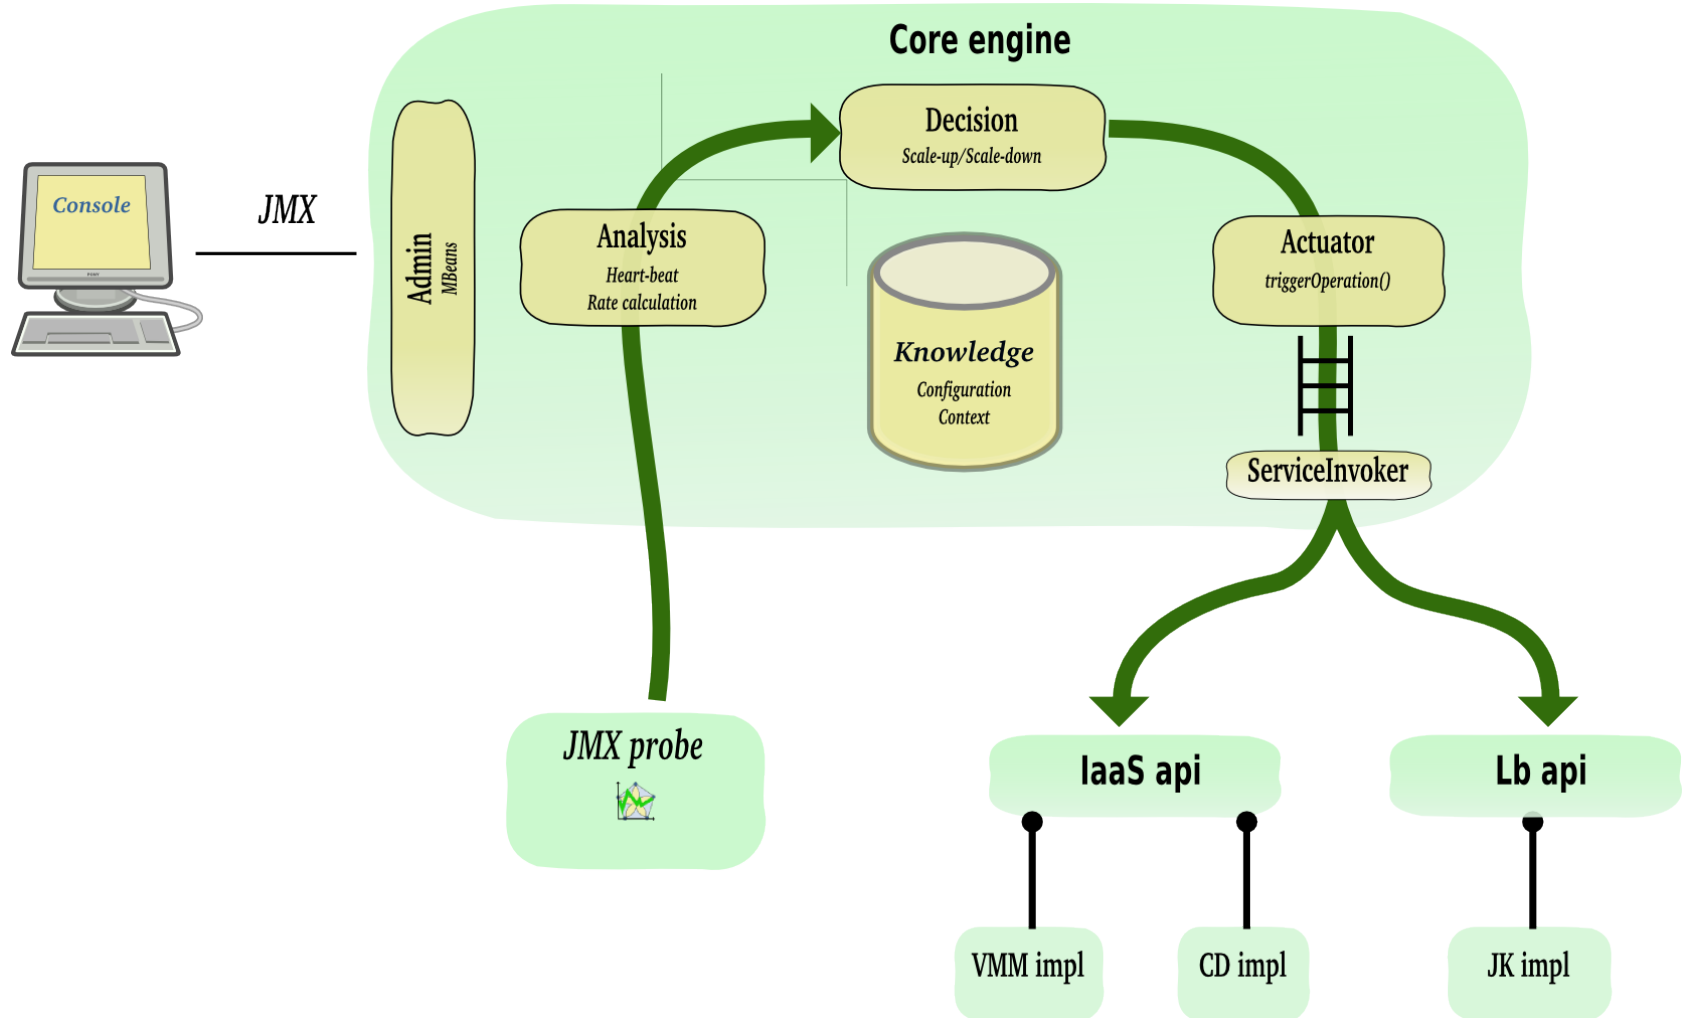 Core engine
Console
JMX
Admin
MBeans
Analysis
Heart-beat
Rate calculation
Decision
Scale-up/Scale-down
Knowledge
Configuration
Context
Actuator
triggerOperation()
ServiceInvoker
JMX probe
IaaS api
Lb api
VMM impl
CD impl
JK impl